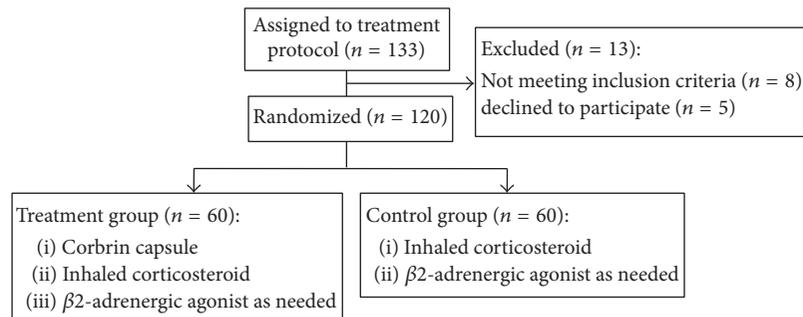 Assigned to treatment
protocol (n = 133)
Excluded (n = 13):
Not meeting inclusion criteria (n = 8)
declined to participate (n = 5)
Randomized (n = 120)
Treatment group (n = 60):
(i) Corbrin capsule
(ii) Inhaled corticosteroid
(iii) β2-adrenergic agonist as needed
Control group (n = 60):
(i) Inhaled corticosteroid
(ii) β2-adrenergic agonist as needed